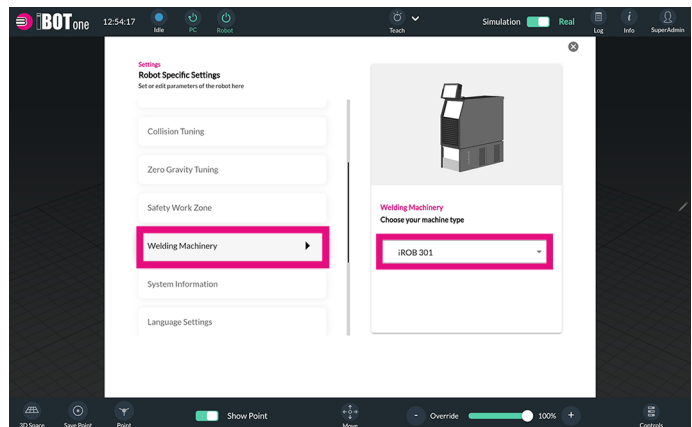 iBOT one
12:54:17
Idle
PC
Robot
Teach
Simulation
Real
Log
Info
SuperAdmin
Settings
Robot Specific Settings
Set or edit parameters of the robot here
Collision Tuning
Zero Gravity Tuning
Safety Work Zone
Welding Machinery
System Information
Language Settings
Welding Machinery
Choose your machine type
iROB 301
3D Space
Save Point
Point
Show Point
Move
- Override 100% +
Controls